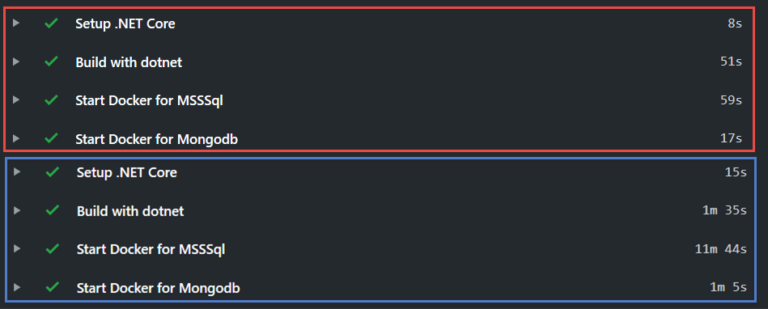 Setup .NET Core 8s
Build with dotnet 51s
Start Docker for MSSSql 59s
Start Docker for Mongodb 17s
Setup .NET Core 15s
Build with dotnet 1m 35s
Start Docker for MSSSql 11m 44s
Start Docker for Mongodb 1m 5s